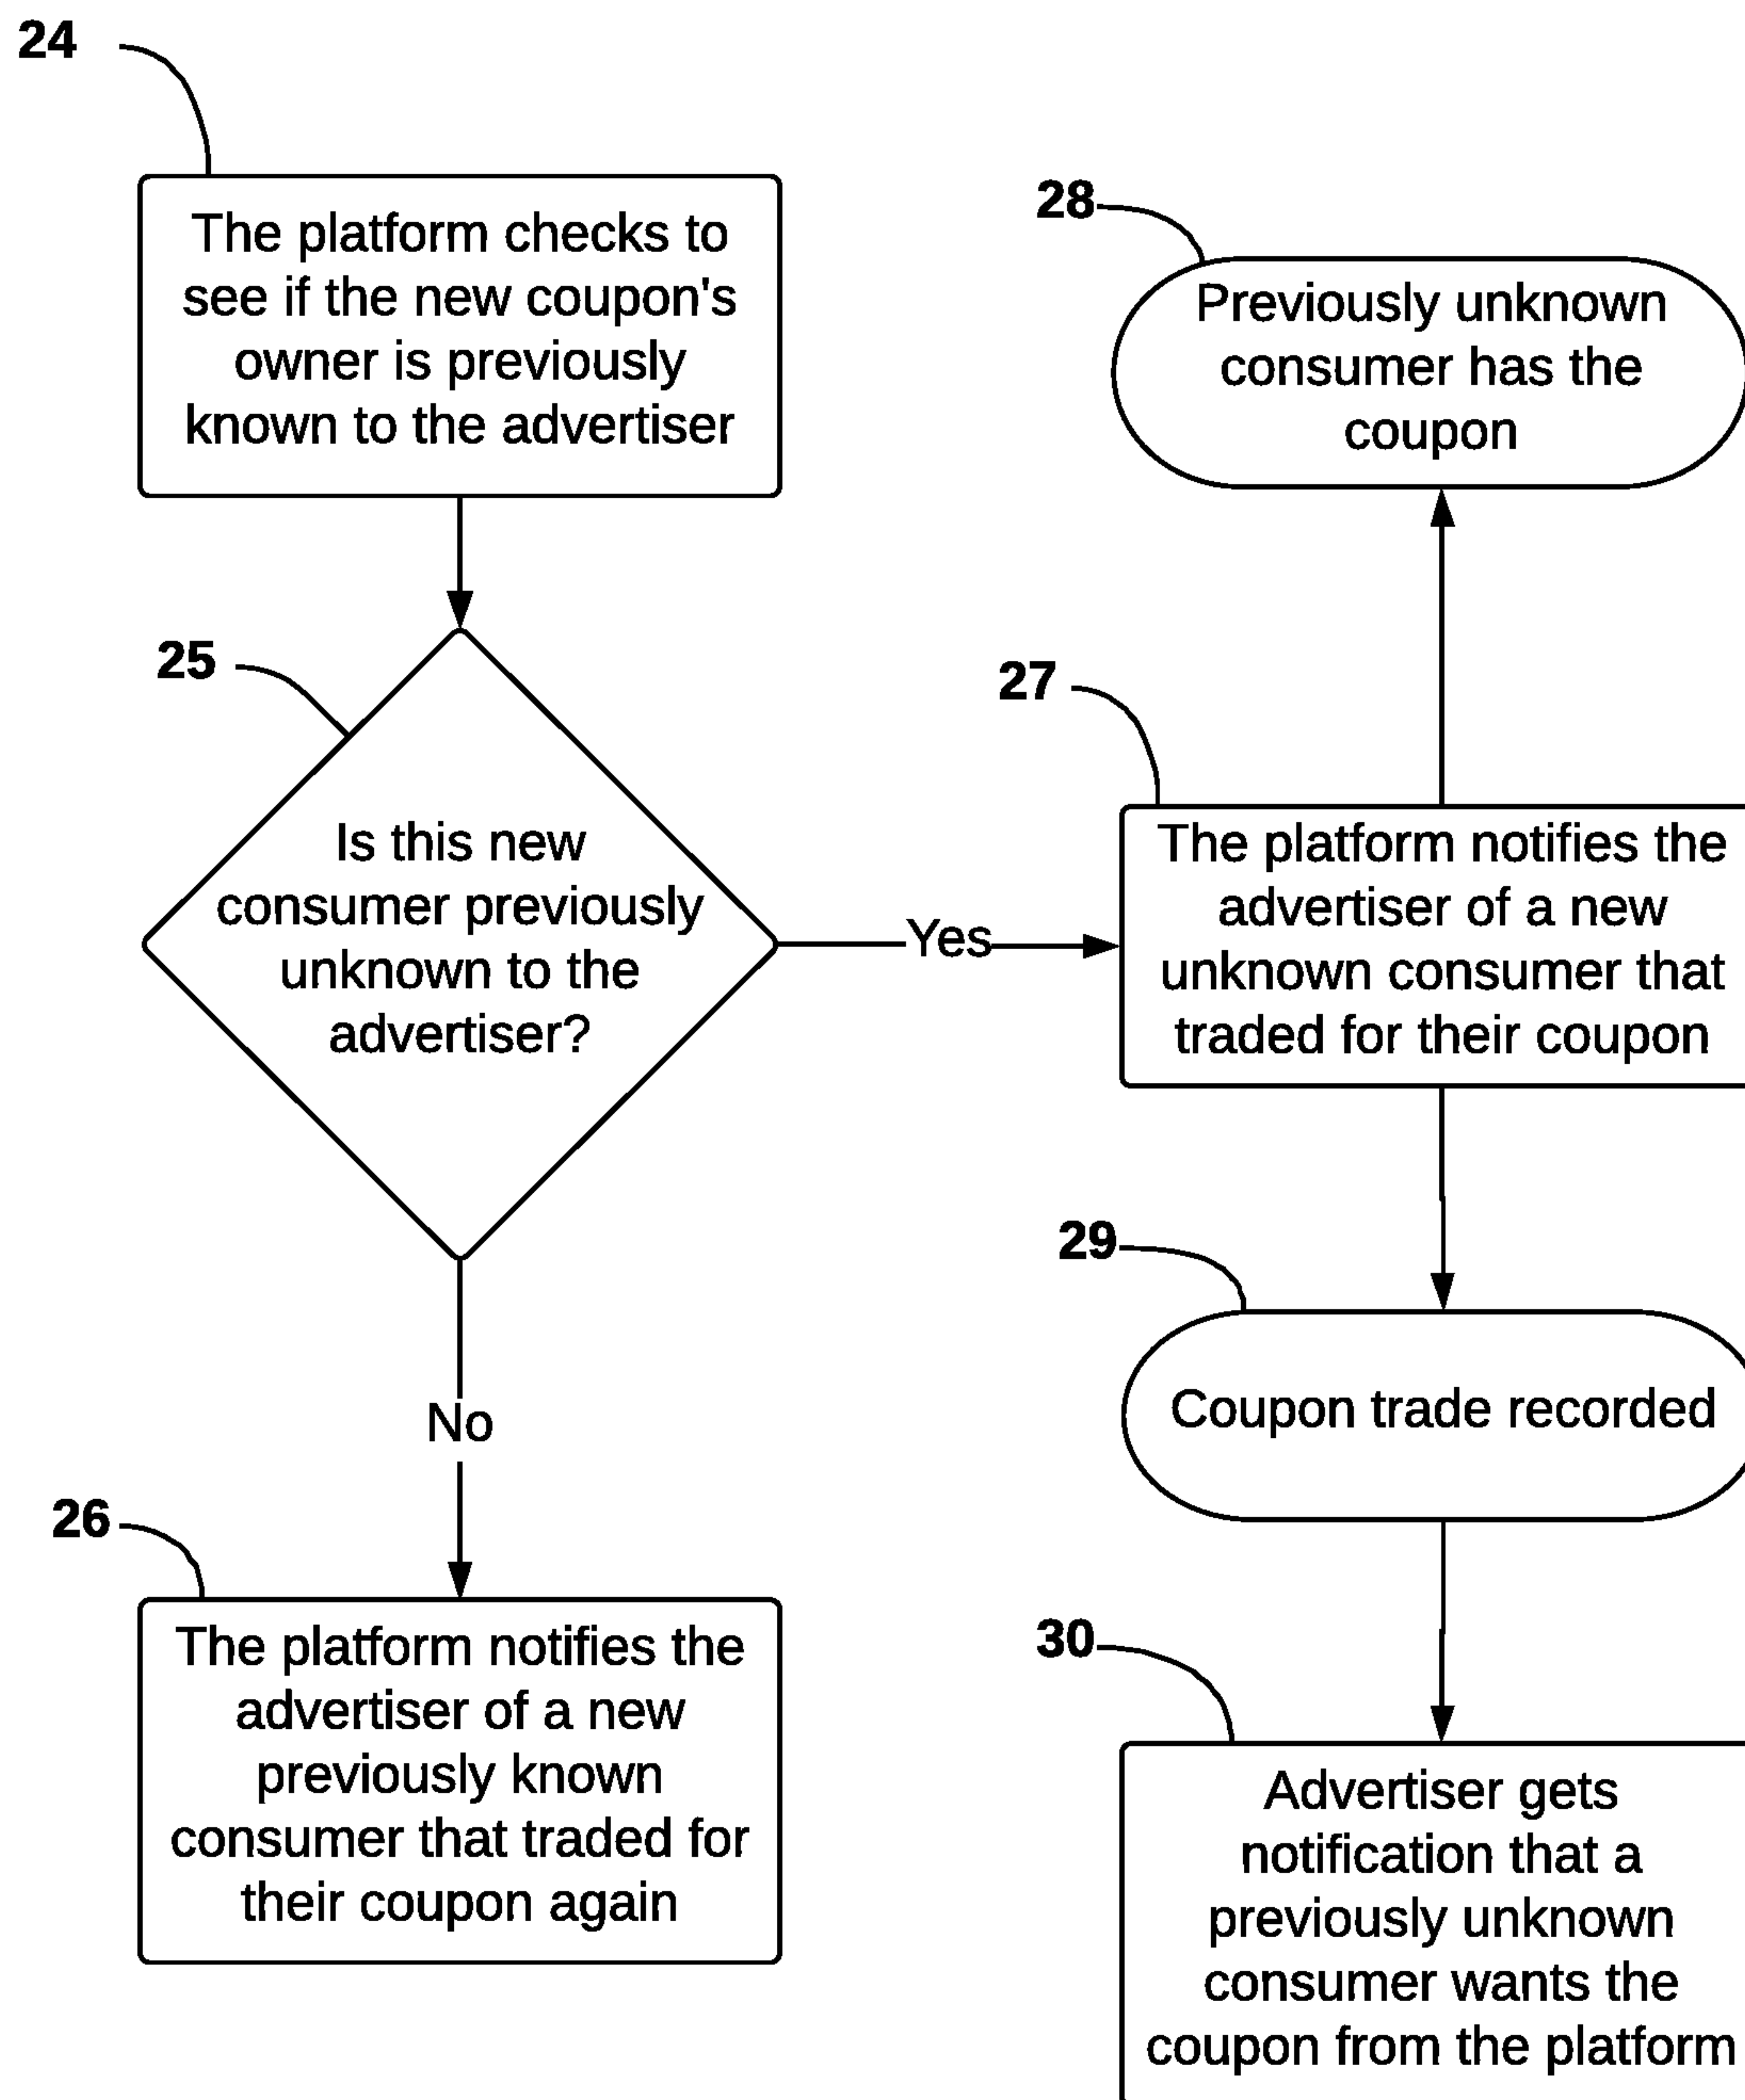 24
The platform checks to
see if the new coupon's
owner is previously
known to the advertiser
25
Is this new
consumer previously
unknown to the
advertiser?
Yes
No
26
The platform notifies the
advertiser of a new
previously known
consumer that traded for
their coupon again
28
Previously unknown
consumer has the
coupon
27
The platform notifies the
advertiser of a new
unknown consumer that
traded for their coupon
29
Coupon trade recorded
30
Advertiser gets
notification that a
previously unknown
consumer wants the
coupon from the platform